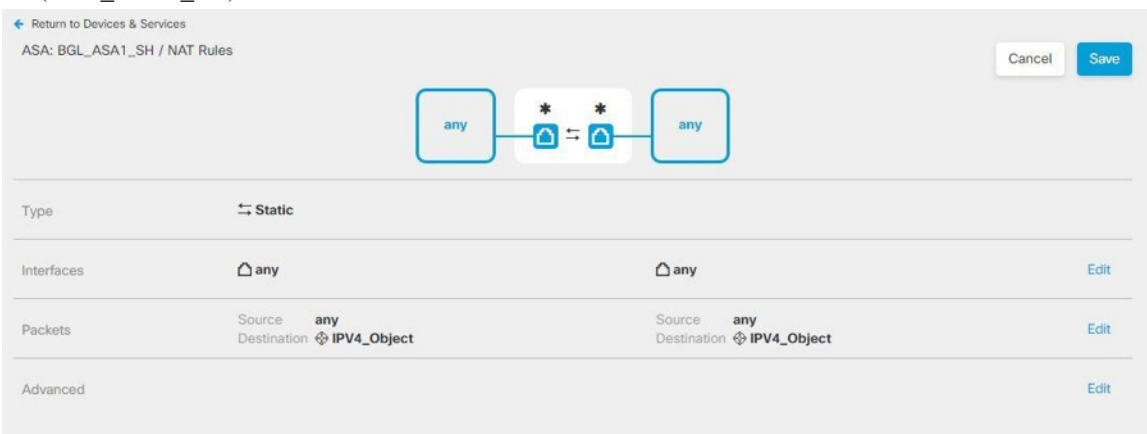 Return to Devices & Services
ASA: BGL_ASA1_SH / NAT Rules
Cancel Save
any * * any
Type Static
Interfaces any any Edit
Packets Source any Source any Edit
Destination IPV4_Object Destination IPV4_Object
Advanced Edit